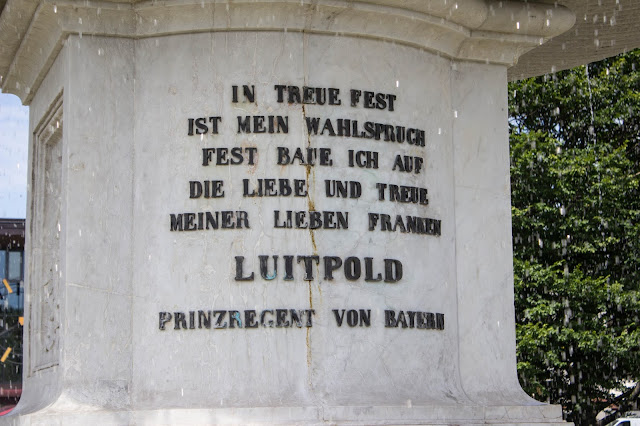 IN TREUE FEST
IST MEIN WAHLSPRUCH
FEST BAUE ICH AUF
DIE LIEBE UND TREUE
MEINER LIEBEN FRANKEN
LUITPOLD
PRINZREGENT VON BAYERN